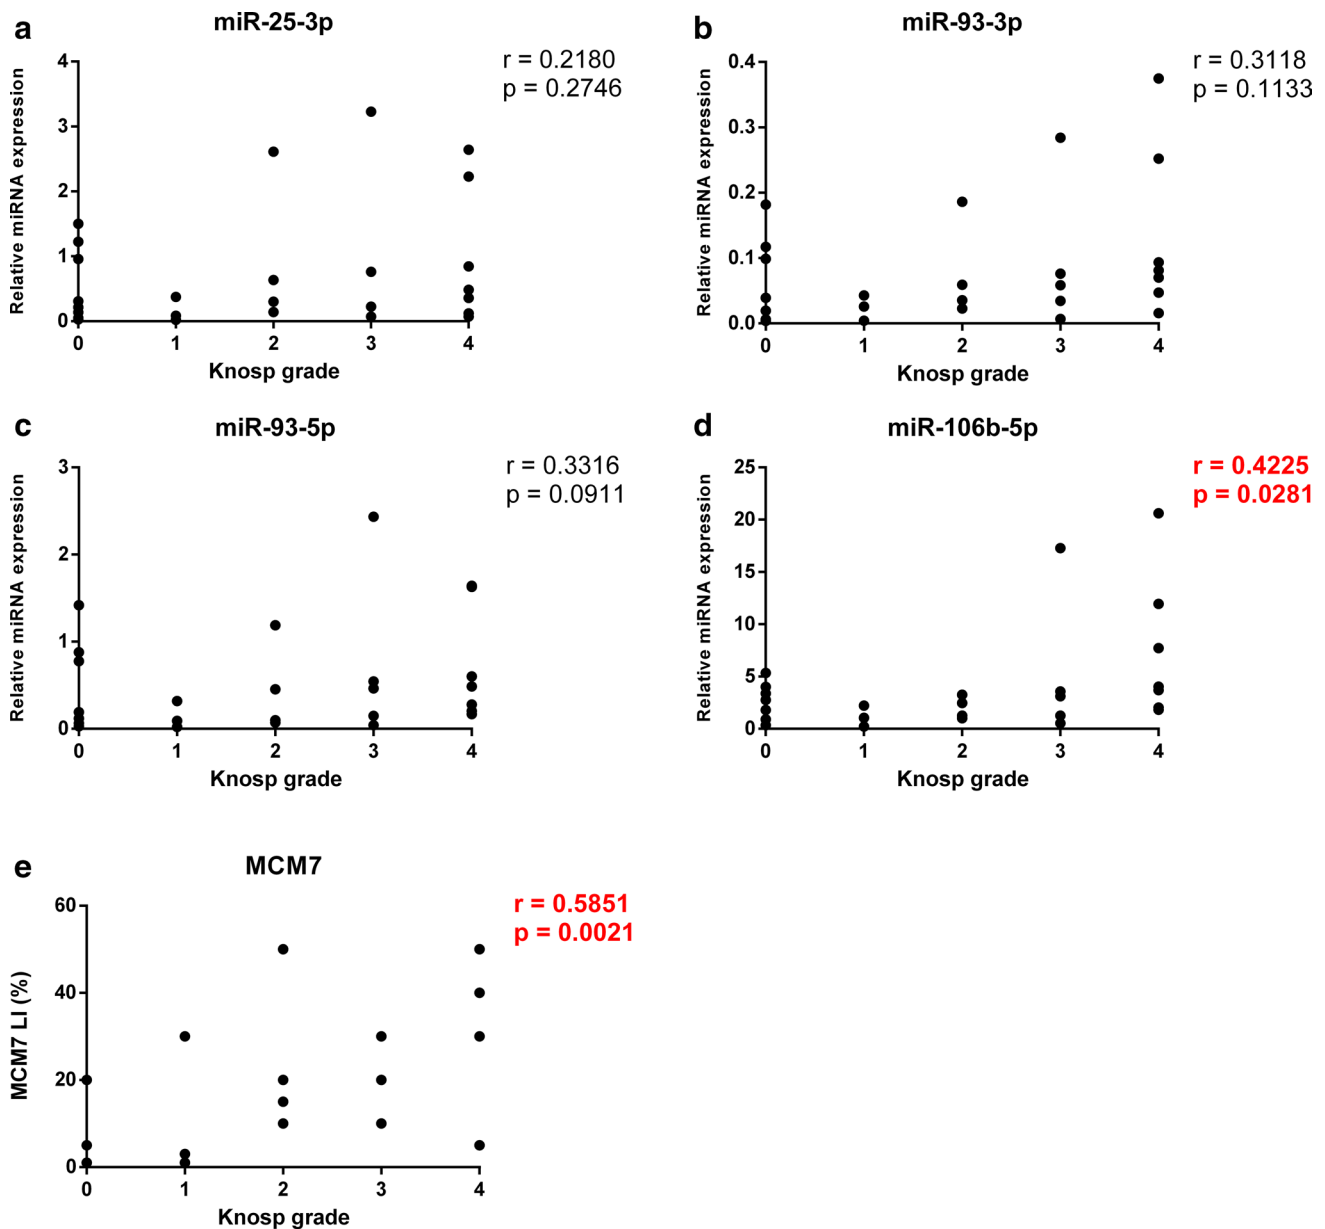 a
miR-25-3p
r = 0.2180
p = 0.2746
Relative miRNA expression
4
3
2
1
0
0 1 2 3 4
Knosp grade
b
miR-93-3p
r = 0.3118
p = 0.1133
Relative miRNA expression
0.4
0.3
0.2
0.1
0.0
0 1 2 3 4
Knosp grade
c
miR-93-5p
r = 0.3316
p = 0.0911
Relative miRNA expression
3
2
1
0
0 1 2 3 4
Knosp grade
d
miR-106b-5p
r = 0.4225
p = 0.0281
Relative miRNA expression
25
20
15
10
5
0
0 1 2 3 4
Knosp grade
e
MCM7
r = 0.5851
p = 0.0021
MCM7 LI (%)
60
40
20
0
0 1 2 3 4
Knosp grade